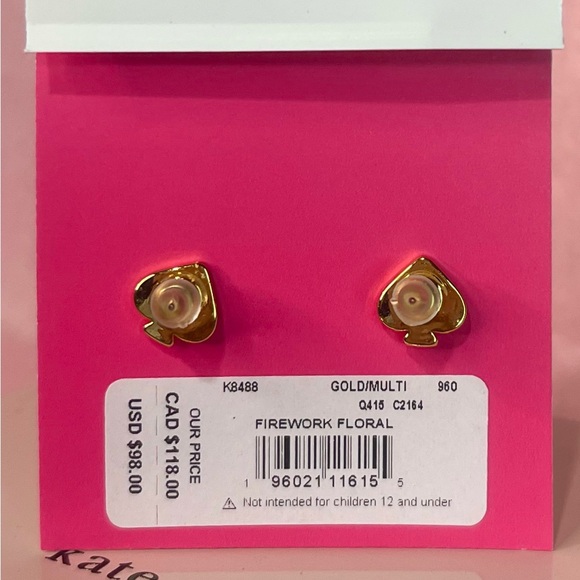 K8488 GOLD/MULTI 960
Q415 C2164
FIREWORK FLORAL
1 96021 11615 5
⚠ Not intended for children 12 and under
OUR PRICE
CAD $118.00
USD $98.00
kate